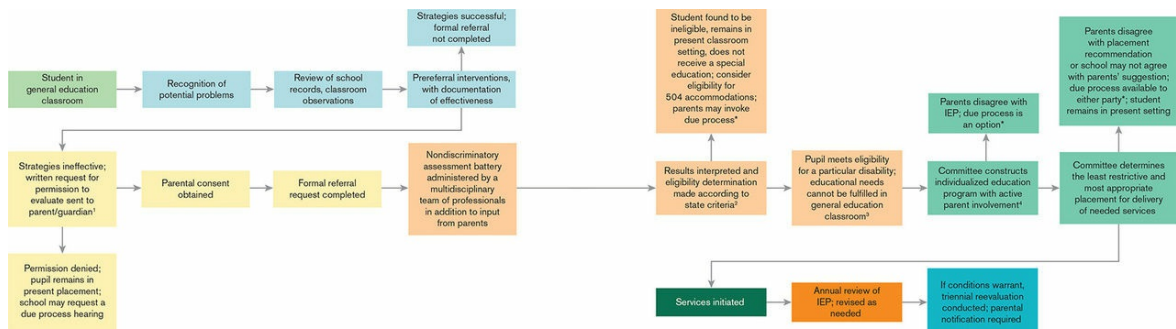 Student in
general education
classroom
Recognition of
potential problems
Review of school
records, classroom
observations
Prereferral interventions,
with documentation
of effectiveness
Strategies successful;
formal referral
not completed
Strategies ineffective;
written request for
permission to
evaluate sent to
parent/guardian¹
Permission denied;
pupil remains in
present placement;
school may request a
due process hearing
Parental consent
obtained
Formal referral
request completed
Nondiscriminatory
assessment battery
administered by a
multidisciplinary
team of professionals
in addition to input
from parents
Results interpreted and
eligibility determination
made according to
state criteria²
Student found to be
ineligible, remains in
present classroom
setting, does not
receive a special
education; consider
eligibility for
504 accommodations;
parents may invoke
due process*
Pupil meets eligibility
for a particular disability;
educational needs
cannot be fulfilled in
general education
classroom³
Committee constructs
individualized education
program with active
parent involvement⁴
Parents disagree with
IEP; due process is
an option*
Committee determines
the least restrictive and
most appropriate
placement for delivery
of needed services
Parents disagree
with placement
recommendation
or school may not agree
with parents' suggestion;
due process available to
either party*; student
remains in present setting
Services initiated
Annual review of
IEP; revised as
needed
If conditions warrant,
triennial reevaluation
conducted; parental
notification required